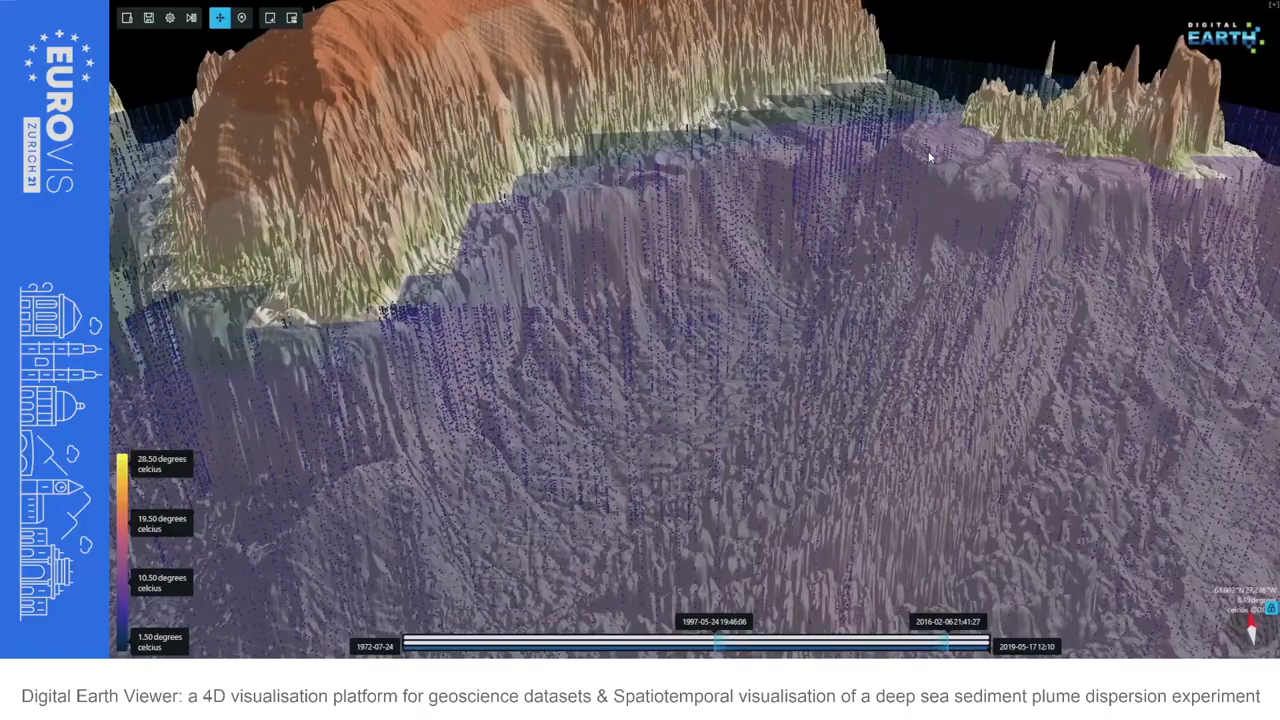 EUROVIS
ZURICH 21
DIGITAL
EARTH
[+]
28.50 degrees
celcius
19.50 degrees
celcius
10.50 degrees
celcius
1.50 degrees
celcius
1997-05-24 19:46:06
2016-02-06 21:41:27
1972-07-24
2019-05-17 12:10
Digital Earth Viewer: a 4D visualisation platform for geoscience datasets & Spatiotemporal visualisation of a deep sea sediment plume dispersion experiment